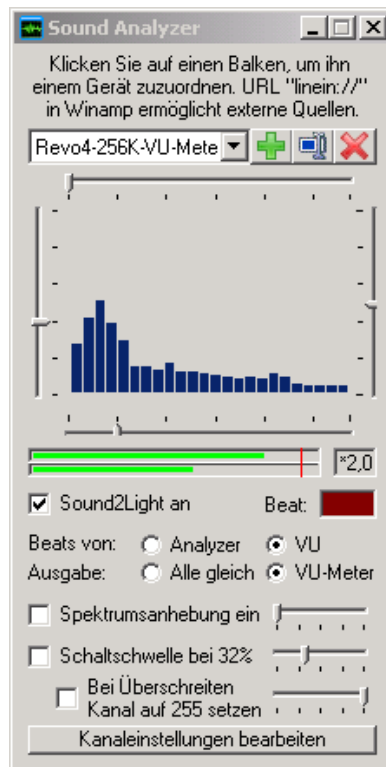 Sound Analyzer
Klicken Sie auf einen Balken, um ihn
einem Gerät zuzuordnen. URL "linein://"
in Winamp ermöglicht externe Quellen.
Revo4-256K-VU-Mete
*2,0
Sound2Light an Beat:
Beats von: Analyzer VU
Ausgabe: Alle gleich VU-Meter
Spektrumsanhebung ein
Schaltschwelle bei 32%
Bei Überschreiten
Kanal auf 255 setzen
Kanaleinstellungen bearbeiten